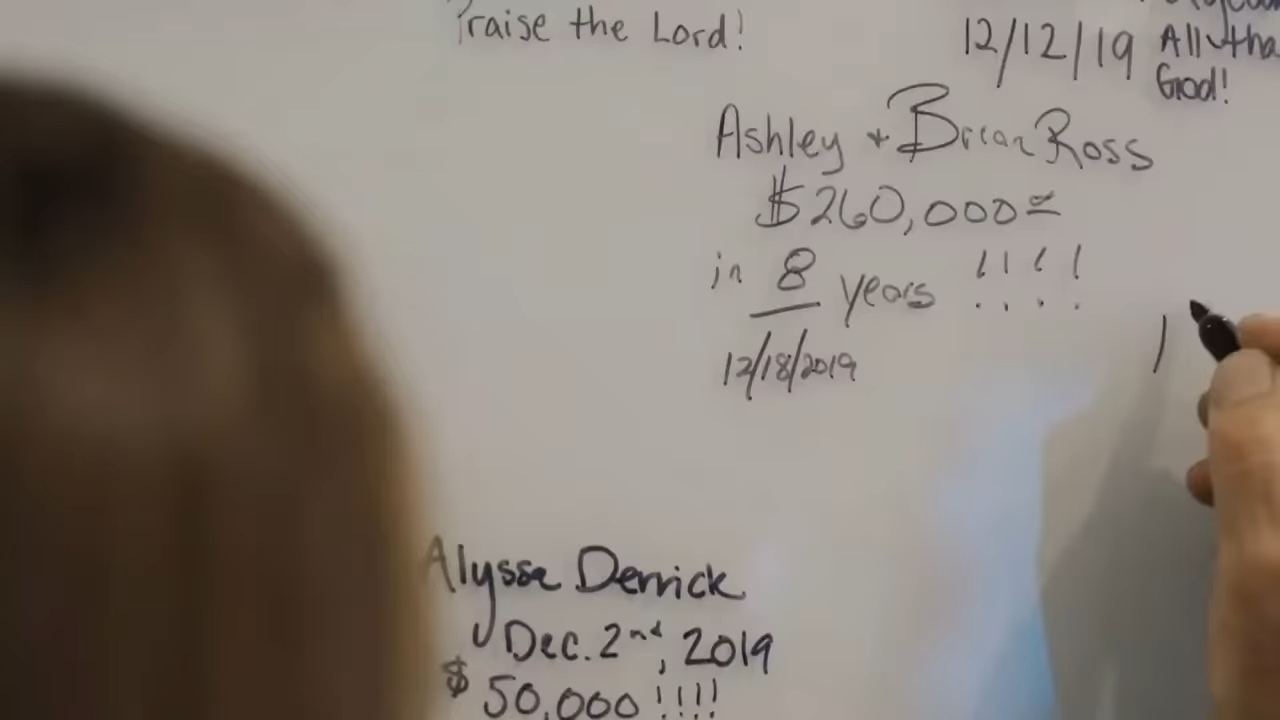 Praise the Lord!
12/12/19
All tha
God!
Ashley + Brian Ross
$260,000
in 8 years !!!!
12/18/2019
Alyssa Derrick
Dec. 2nd, 2019
$50,000 !!!!